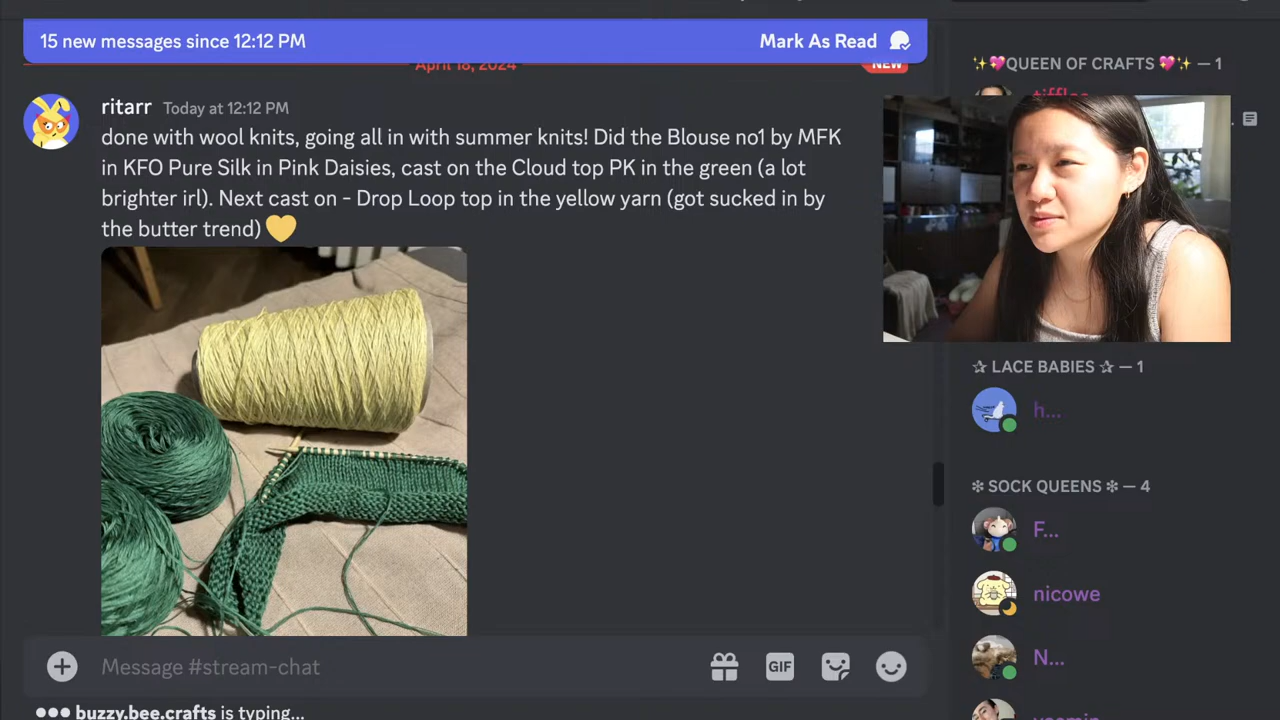 15 new messages since 12:12 PM
Mark As Read
April 18, 2024
NEW
ritarr Today at 12:12 PM
done with wool knits, going all in with summer knits! Did the Blouse no1 by MFK
in KFO Pure Silk in Pink Daisies, cast on the Cloud top PK in the green (a lot
brighter irl). Next cast on - Drop Loop top in the yellow yarn (got sucked in by
the butter trend) 💛
Message #stream-chat
GIF
buzzy.bee.crafts is typing...
✨💖QUEEN OF CRAFTS 💖✨ — 1
✰ LACE BABIES ✰ — 1
h...
❇ SOCK QUEENS ❇ — 4
F...
nicowe
N...